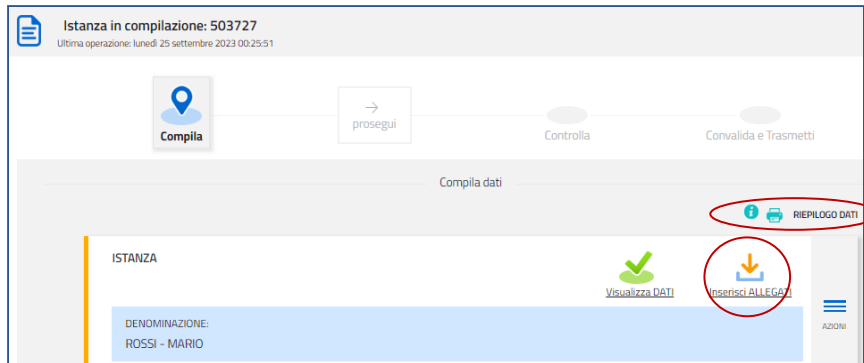 Istanza in compilazione: 503727
Ultima operazione: lunedì 25 settembre 2023 00:25:51
Compila
prosegui
Controlla
Convalida e Trasmetti
Compila dati
RIEPILOGO DATI
ISTANZA
Visualizza DATI
Inserisci ALLEGATI
AZIONI
DENOMINAZIONE:
ROSSI - MARIO